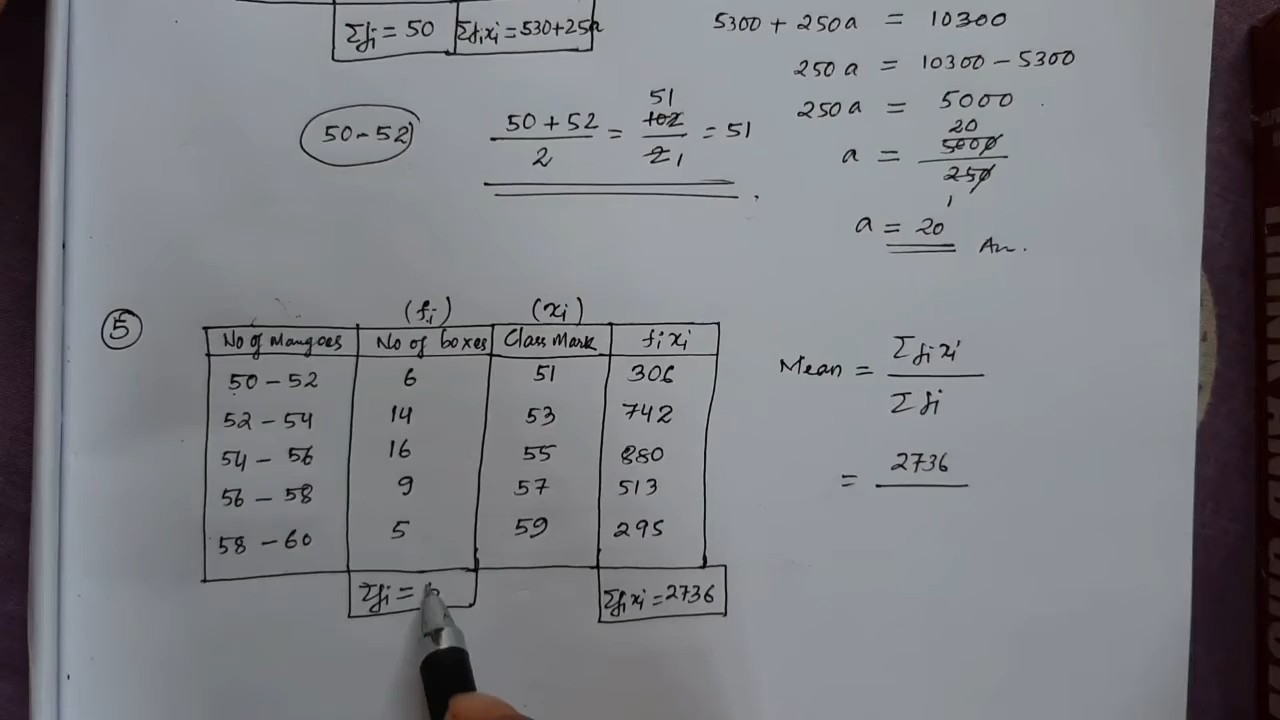 Σfi = 50 Σfixi = 530+25a
5300 + 250a = 10300
250a = 10300 - 5300
250a = 5000
a = 5000/250 20 1
a = 20 An.
50-52 (50+52)/2 = 102/2 51 1 = 51
5
(fi) (xi)
No of Mangoes No of boxes Class Mark fixi
50-52 6 51 306
52-54 14 53 742
54-56 16 55 880
56-58 9 57 513
58-60 5 59 295
Σfi = Σfixi = 2736
Mean = Σfixi/Σfi
= 2736